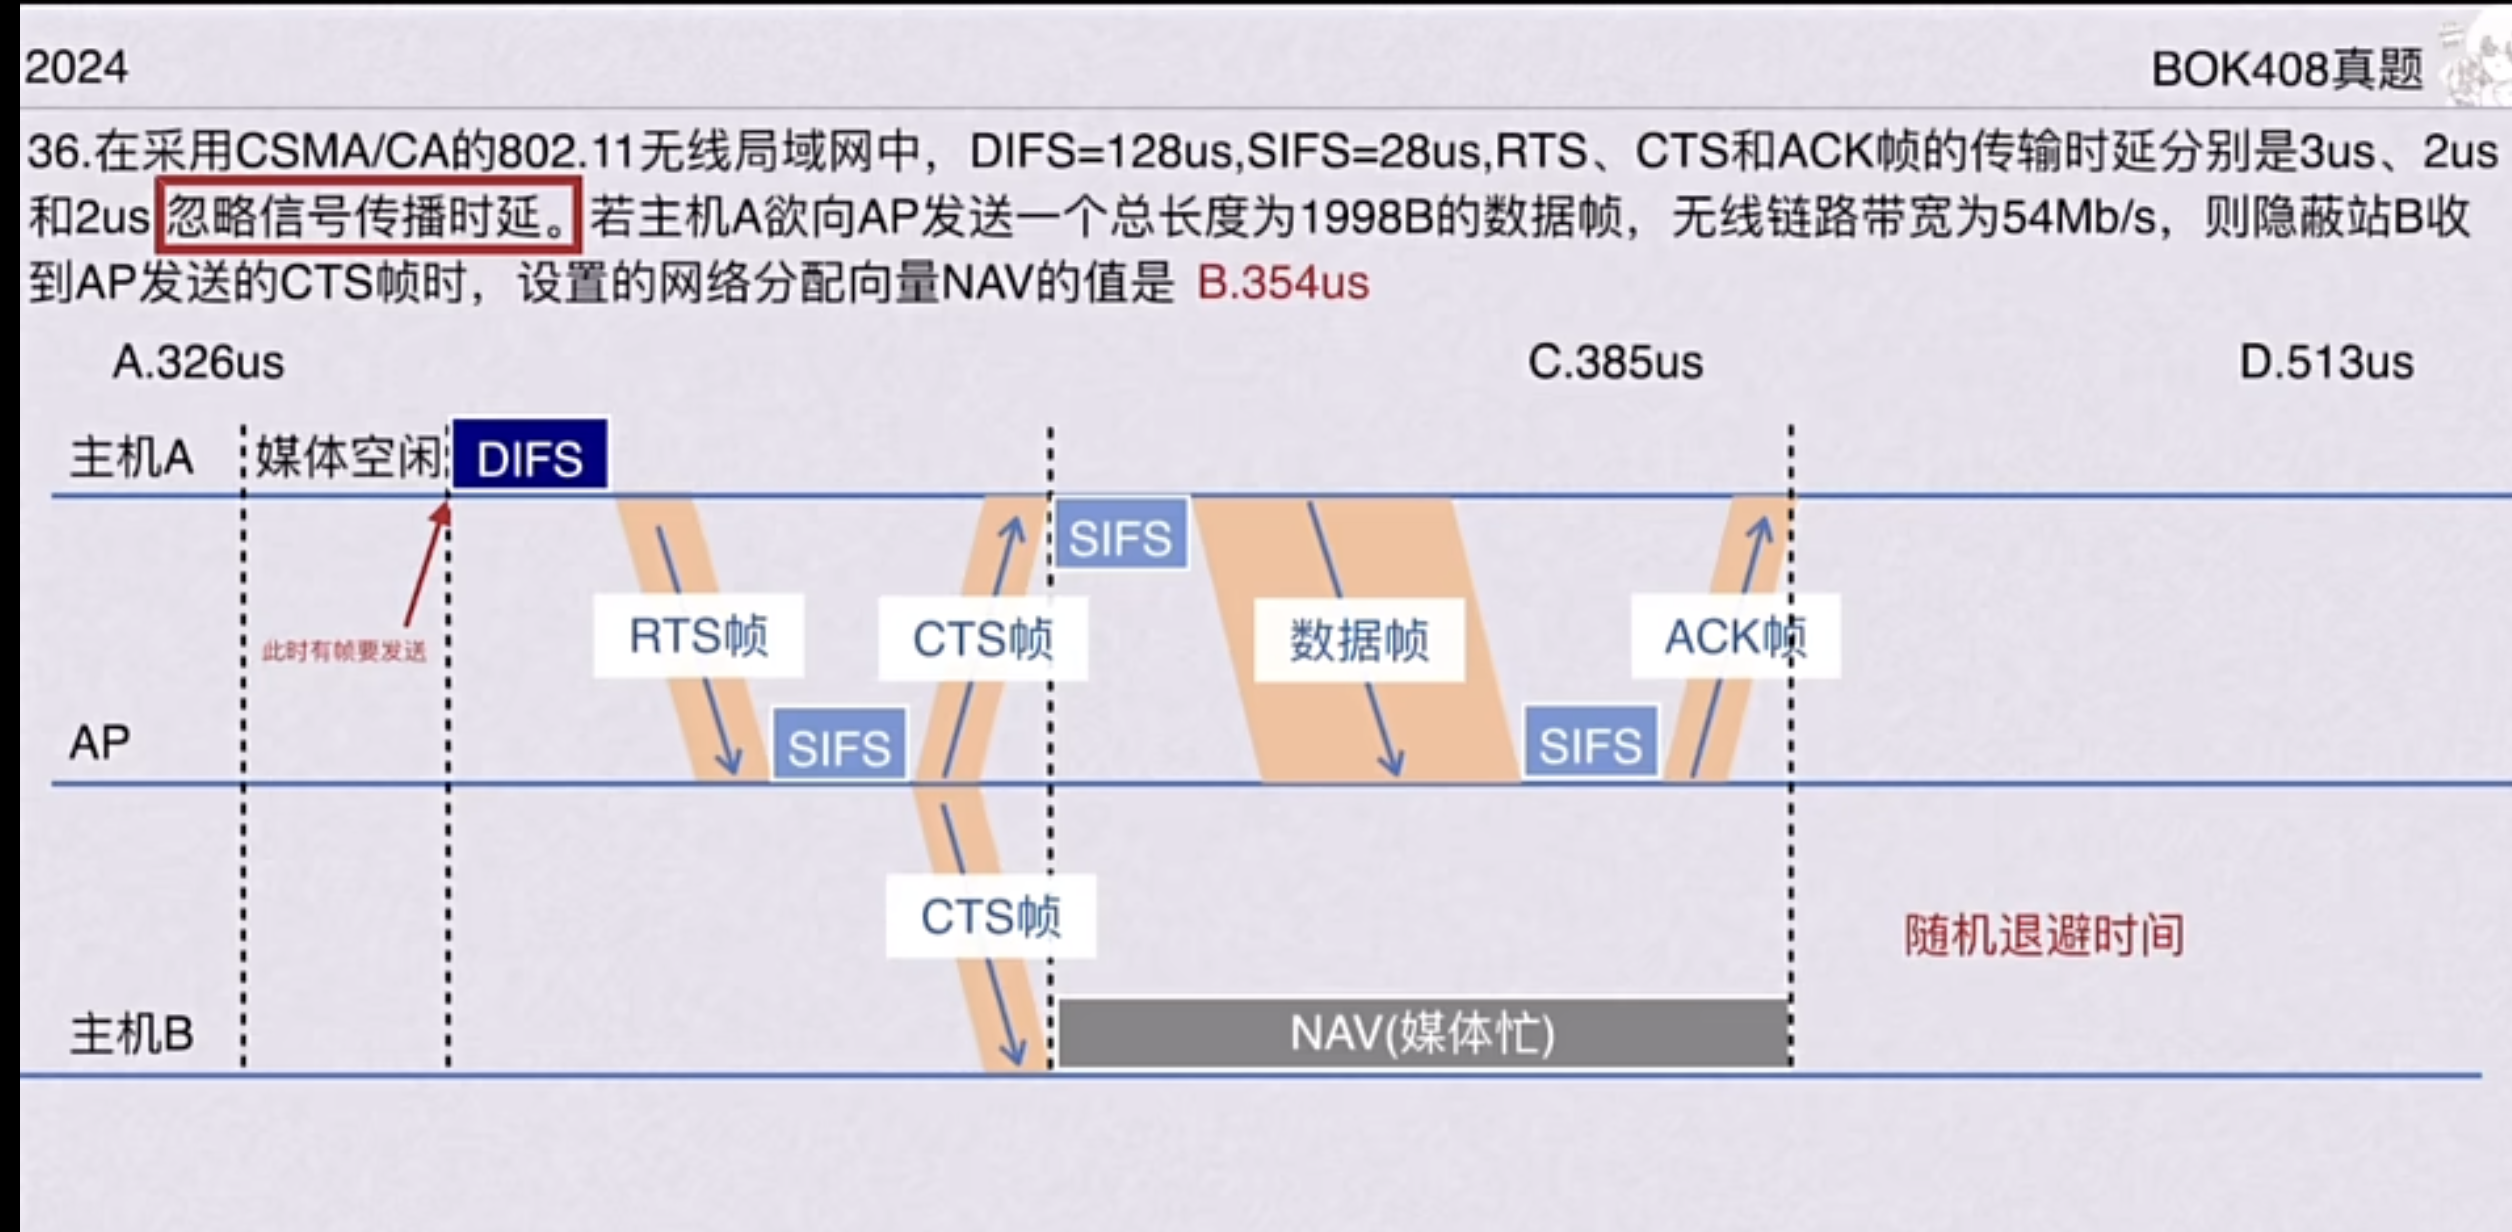 2024
BOK408真题
36.在采用CSMA/CA的802.11无线局域网中，DIFS=128us,SIFS=28us,RTS、CTS和ACK帧的传输时延分别是3us、2us
和2us 忽略信号传播时延。若主机A欲向AP发送一个总长度为1998B的数据帧，无线链路带宽为54Mb/s，则隐蔽站B收
到AP发送的CTS帧时，设置的网络分配向量NAV的值是 B.354us
A.326us
C.385us
D.513us
主机A
媒体空闲
DIFS
SIFS
此时有帧要发送
RTS帧
CTS帧
数据帧
ACK帧
AP
SIFS
SIFS
CTS帧
随机退避时间
主机B
NAV(媒体忙)